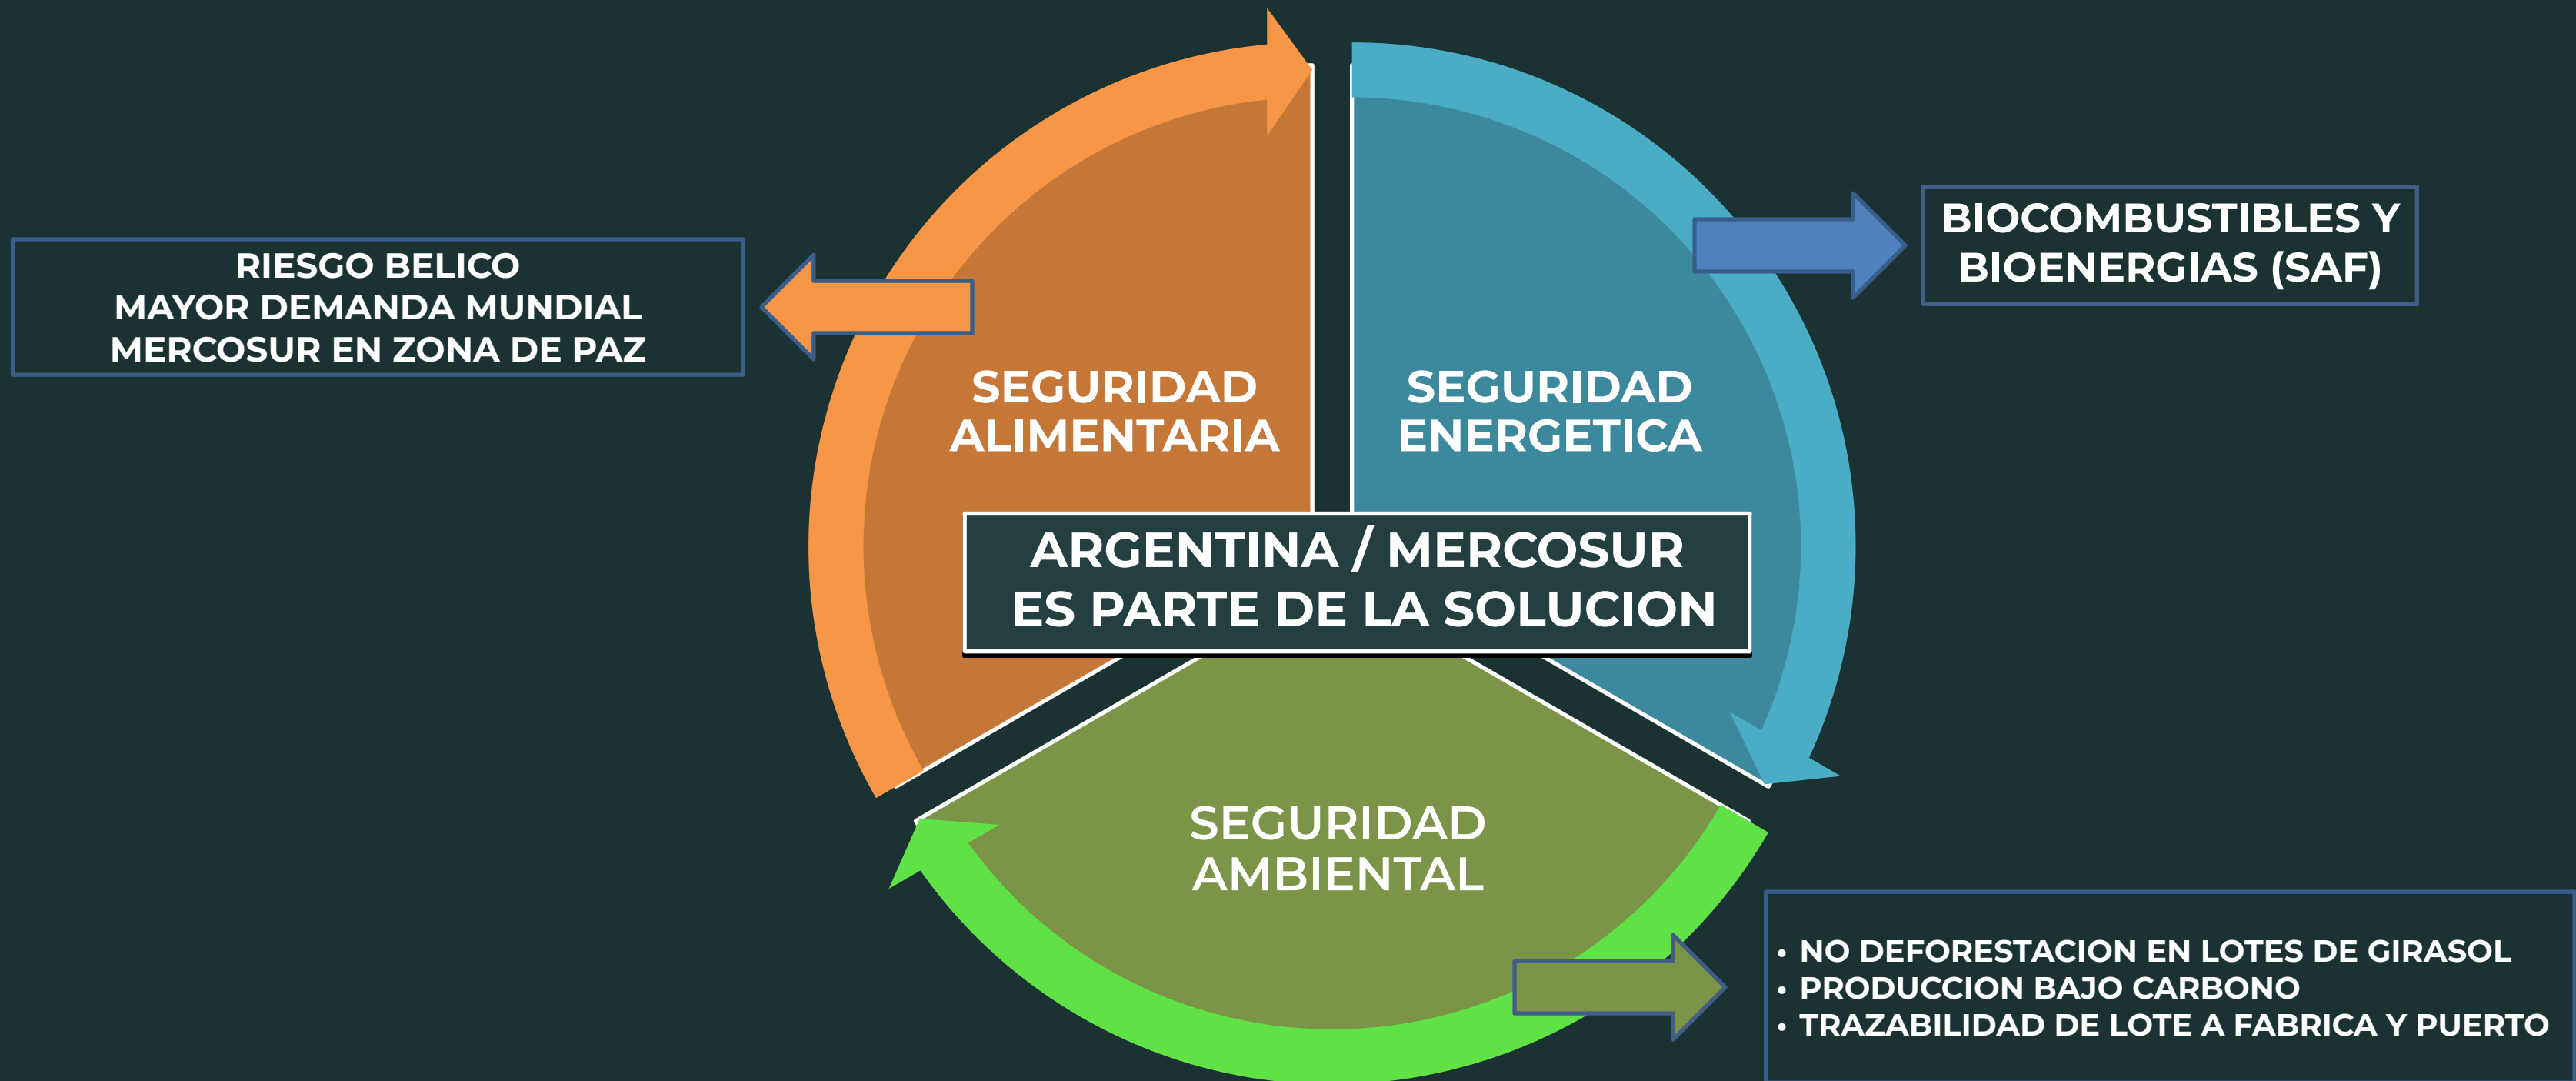 RIESGO BELICO
MAYOR DEMANDA MUNDIAL
MERCOSUR EN ZONA DE PAZ
SEGURIDAD
ALIMENTARIA
SEGURIDAD
ENERGETICA
BIOCOMBUSTIBLES Y
BIOENERGIAS (SAF)
ARGENTINA / MERCOSUR
ES PARTE DE LA SOLUCION
SEGURIDAD
AMBIENTAL
• NO DEFORESTACION EN LOTES DE GIRASOL
• PRODUCCION BAJO CARBONO
• TRAZABILIDAD DE LOTE A FABRICA Y PUERTO